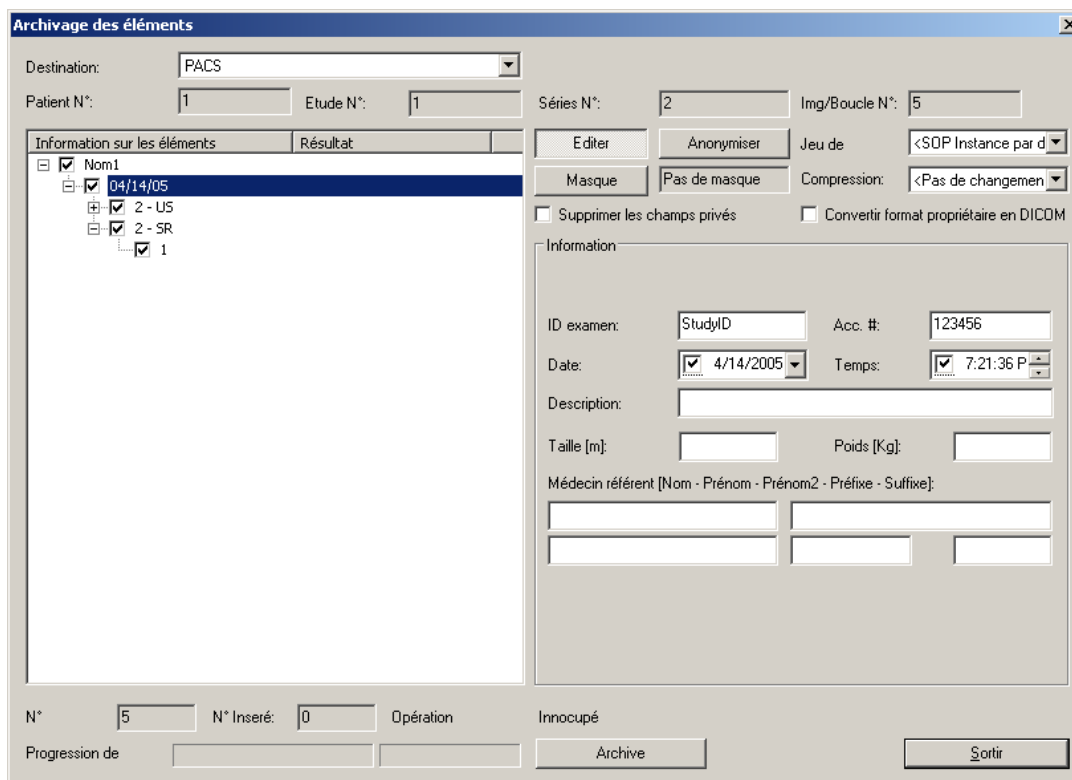 Archivage des éléments
Destination: PACS
Patient N°: 1 Etude N°: 1 Séries N°: 2 Img/Boucle N°: 5
Information sur les éléments Résultat
Nom1
04/14/05
2 - US
2 - SR
1
Editer Anonymiser Jeu de <SOP Instance par d
Masque Pas de masque Compression: <Pas de changemen
Supprimer les champs privés Convertir format propriétaire en DICOM
Information
ID examen: StudyID Acc. #: 123456
Date: 4/14/2005 Temps: 7:21:36 P
Description:
Taille [m]: Poids [Kg]:
Médecin référent [Nom - Prénom - Prénom2 - Préfixe - Suffixe]:
N° 5 N° Inseré: 0 Opération Innocupé
Progression de Archive Sortir